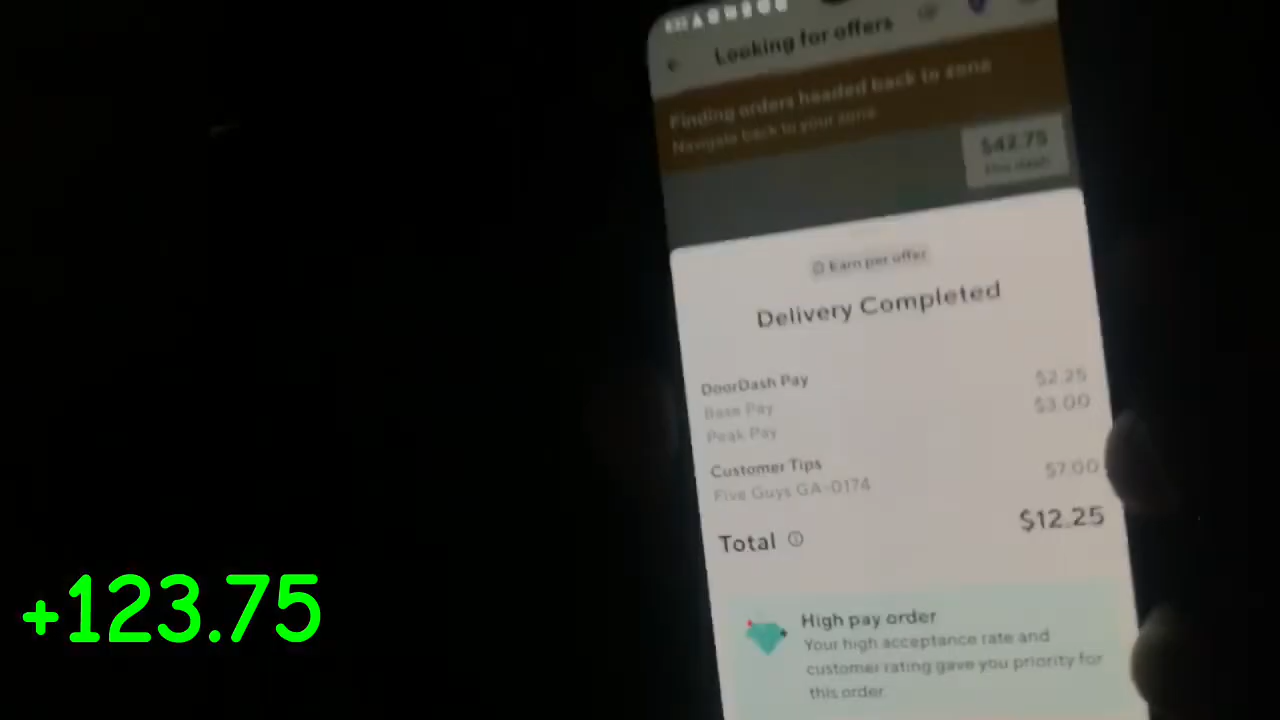 Looking for offers
Finding orders headed back to zone
Navigate back to your zone
$42.75
This dash
Earn per offer
Delivery Completed
DoorDash Pay
Base Pay $2.25
Peak Pay $3.00
Customer Tips
Five Guys GA-0174 $7.00
Total $12.25
High pay order
Your high acceptance rate and
customer rating gave you priority for
this order.
+123.75